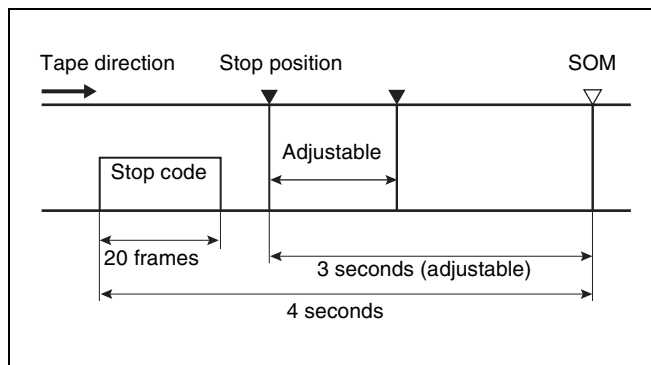 Tape direction
Stop position
SOM
Adjustable
Stop code
20 frames
3 seconds (adjustable)
4 seconds